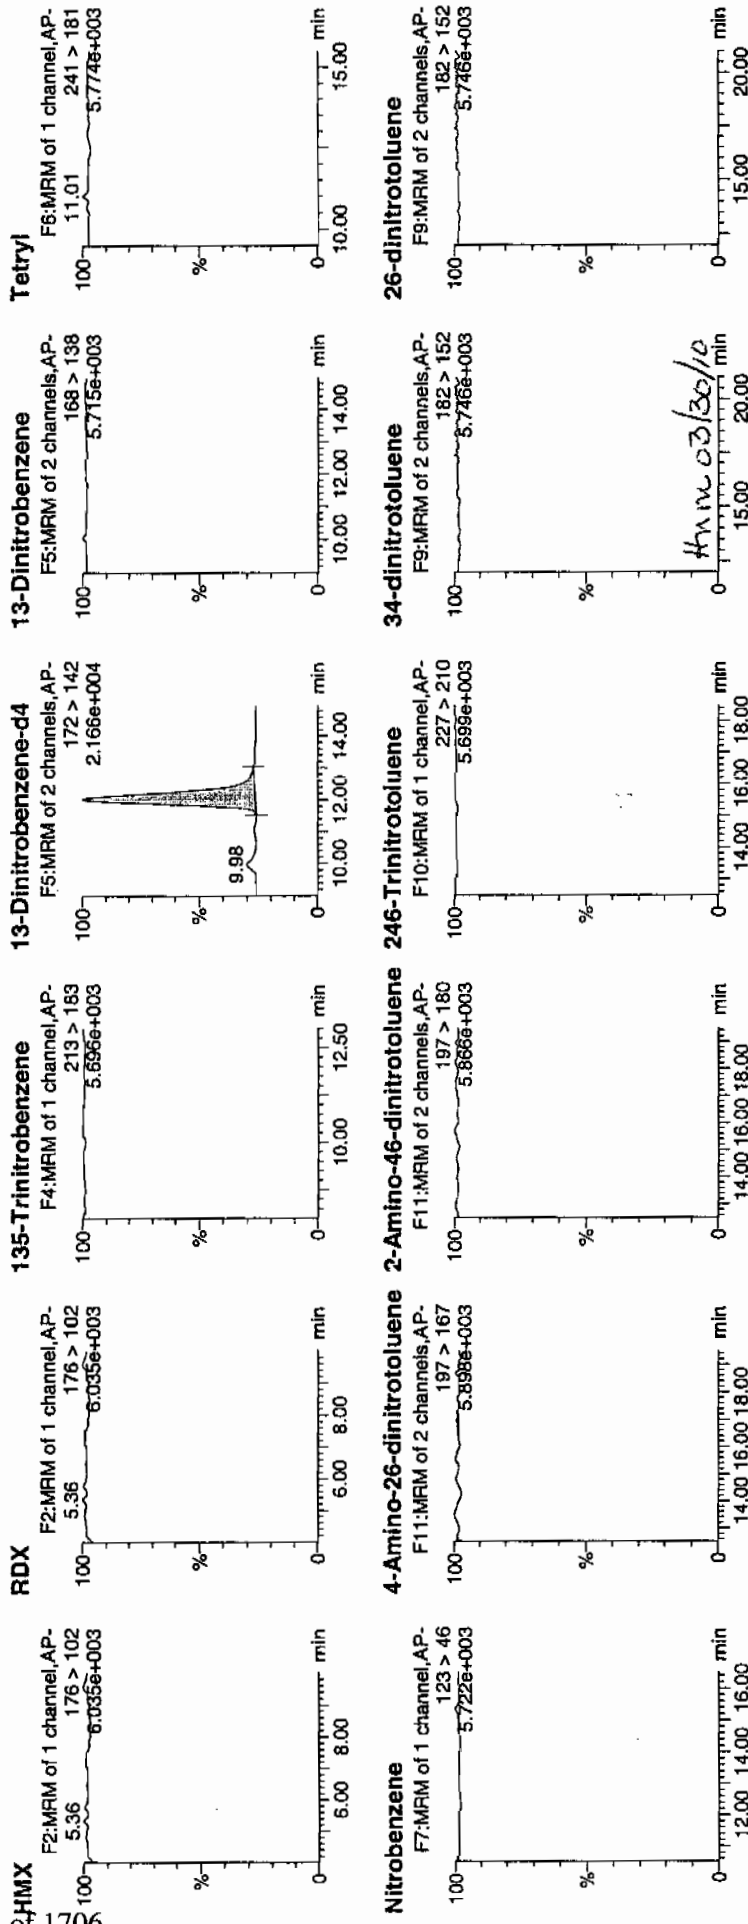 HMX
F2:MRM of 1 channel,AP-
176 > 102
6.035e+003
5.36
100
%
0
6.00 8.00 min
RDX
F2:MRM of 1 channel,AP-
176 > 102
6.035e+003
5.36
100
%
0
6.00 8.00 min
135-Trinitrobenzene
F4:MRM of 1 channel,AP-
213 > 183
5.696e+003
100
%
0
10.00 12.50 min
13-Dinitrobenzene-d4
F5:MRM of 2 channels,AP-
172 > 142
2.166e+004
100
9.98
%
0
10.00 12.00 14.00 min
13-Dinitrobenzene
F5:MRM of 2 channels,AP-
168 > 138
5.715e+003
100
%
0
10.00 12.00 14.00 min
Tetryl
F6:MRM of 1 channel,AP-
241 > 181
5.774e+003
11.01
100
%
0
10.00 15.00 min
Nitrobenzene
F7:MRM of 1 channel,AP-
123 > 46
5.722e+003
100
%
0
12.00 14.00 16.00 min
4-Amino-26-dinitrotoluene
F11:MRM of 2 channels,AP-
197 > 167
5.898e+003
100
%
0
14.00 16.00 18.00 min
2-Amino-46-dinitrotoluene
F11:MRM of 2 channels,AP-
197 > 180
5.866e+003
100
%
0
14.00 16.00 18.00 min
246-Trinitrotoluene
F10:MRM of 1 channel,AP-
227 > 210
5.699e+003
100
%
0
14.00 16.00 18.00 min
34-dinitrotoluene
F9:MRM of 2 channels,AP-
182 > 152
5.746e+003
100
%
03/30/10
0
15.00 20.00 min
26-dinitrotoluene
F9:MRM of 2 channels,AP-
182 > 152
5.746e+003
100
%
0
15.00 20.00 min
of 1706